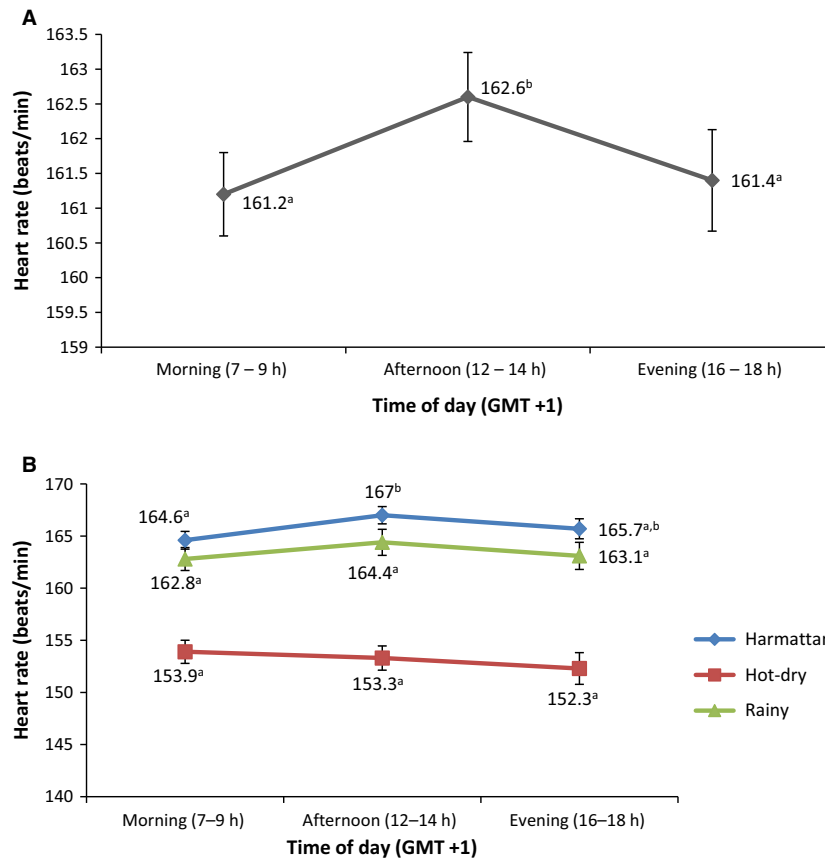 A
Heart rate (beats/min)
163.5
163
162.5
162
161.5
161
160.5
160
159.5
159
162.6ᵇ
161.2ᵃ
161.4ᵃ
Morning (7 – 9 h)
Afternoon (12 – 14 h)
Evening (16 – 18 h)
Time of day (GMT +1)
B
Heart rate (beats/min)
170
165
160
155
150
145
140
164.6ᵃ
167ᵇ
165.7ᵃ,ᵇ
162.8ᵃ
164.4ᵃ
163.1ᵃ
153.9ᵃ
153.3ᵃ
152.3ᵃ
Harmattan
Hot-dry
Rainy
Morning (7–9 h)
Afternoon (12–14 h)
Evening (16–18 h)
Time of day (GMT +1)